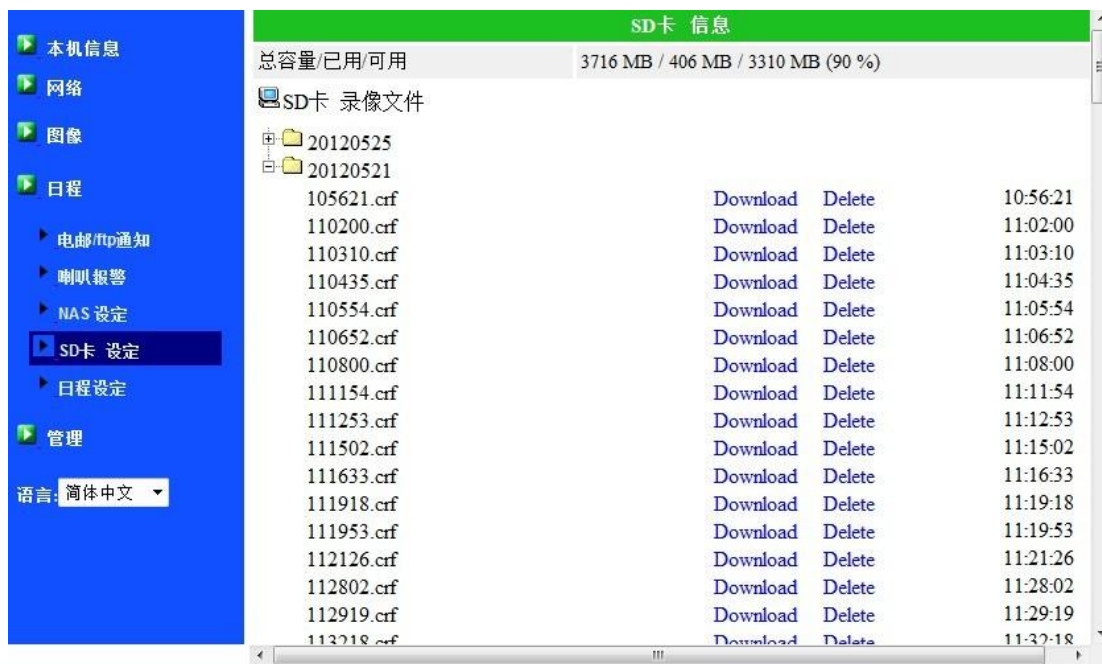 本机信息
网络
图像
日程
电邮/ftp通知
喇叭报警
NAS 设定
SD卡 设定
日程设定
管理
语言: 简体中文
SD卡 信息
总容量/已用/可用 3716 MB / 406 MB / 3310 MB (90 %)
SD卡 录像文件
20120525
20120521
105621.crf Download Delete 10:56:21
110200.crf Download Delete 11:02:00
110310.crf Download Delete 11:03:10
110435.crf Download Delete 11:04:35
110554.crf Download Delete 11:05:54
110652.crf Download Delete 11:06:52
110800.crf Download Delete 11:08:00
111154.crf Download Delete 11:11:54
111253.crf Download Delete 11:12:53
111502.crf Download Delete 11:15:02
111633.crf Download Delete 11:16:33
111918.crf Download Delete 11:19:18
111953.crf Download Delete 11:19:53
112126.crf Download Delete 11:21:26
112802.crf Download Delete 11:28:02
112919.crf Download Delete 11:29:19
113218.crf Download Delete 11:32:18